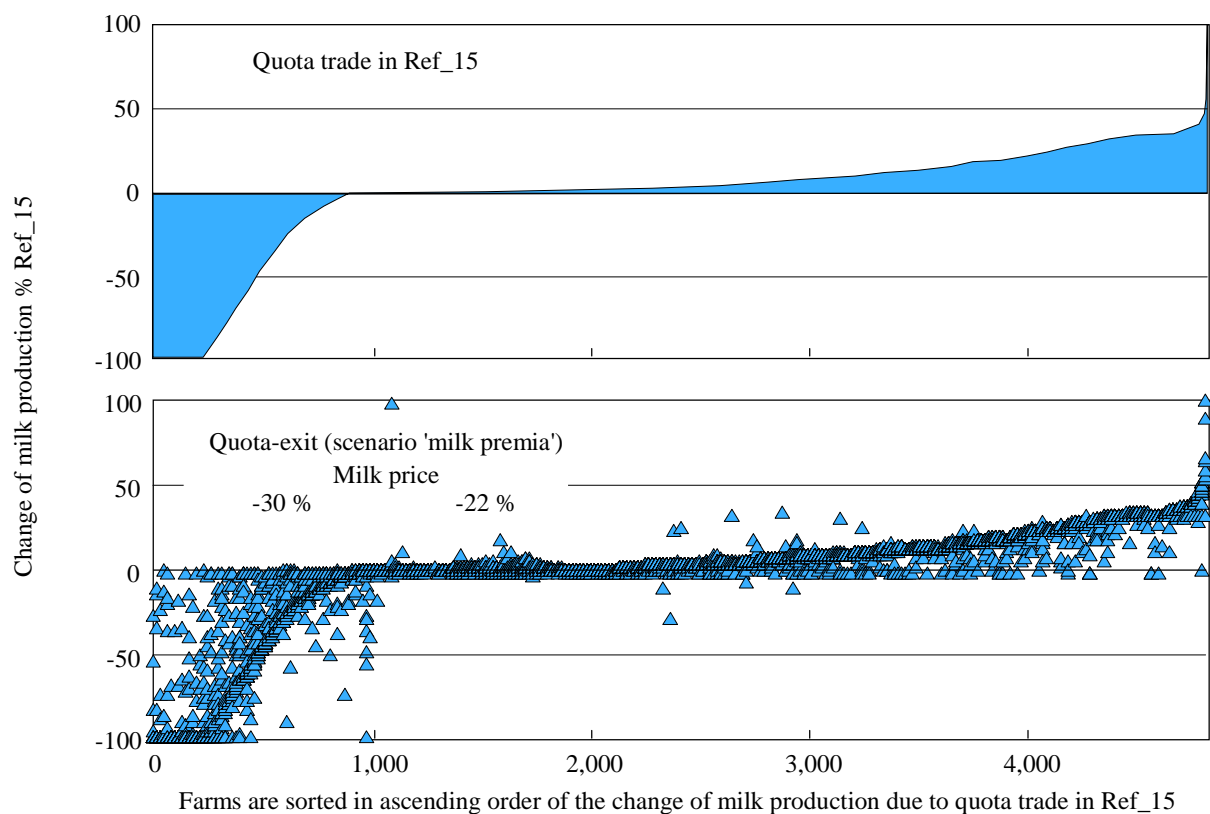 100
Quota trade in Ref_15
50
0
-50
-100
Change of milk production % Ref_15
100
Quota-exit (scenario 'milk premia')
Milk price
50
-30 % -22 %
0
-50
-100
0 1,000 2,000 3,000 4,000
Farms are sorted in ascending order of the change of milk production due to quota trade in Ref_15